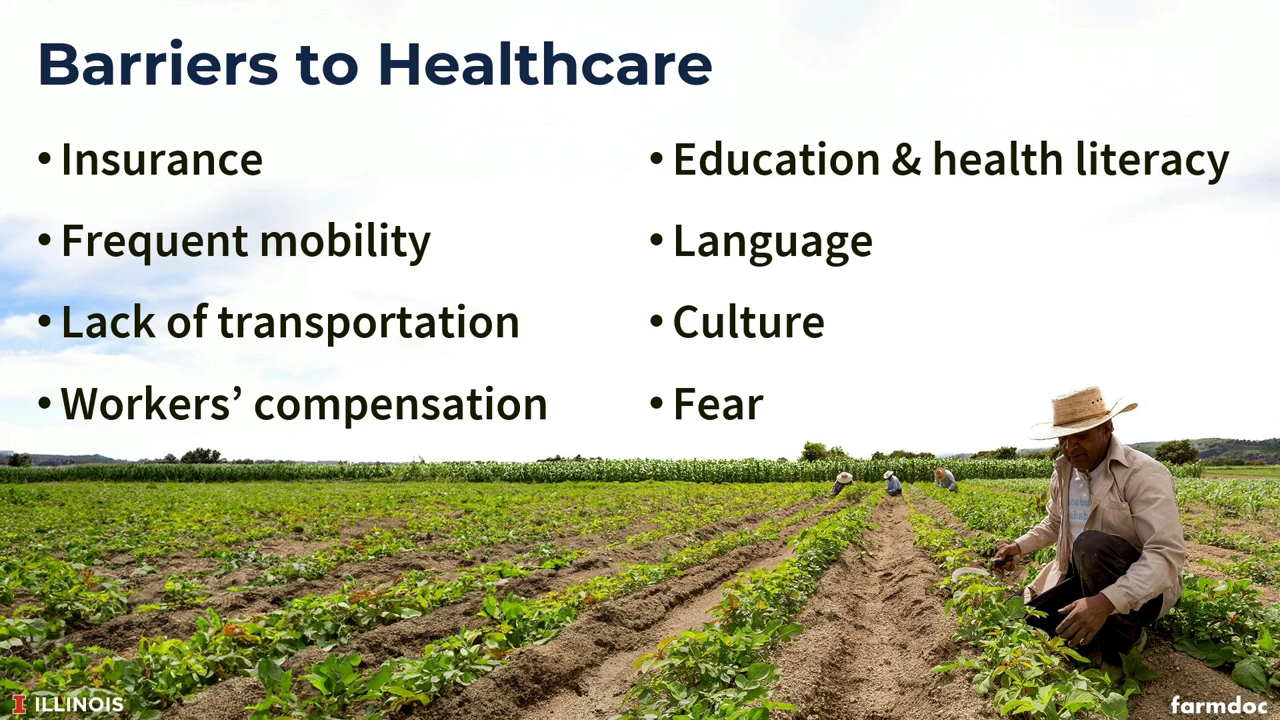 Barriers to Healthcare
• Insurance
• Frequent mobility
• Lack of transportation
• Workers’ compensation
• Education & health literacy
• Language
• Culture
• Fear
I ILLINOIS
farmdoc